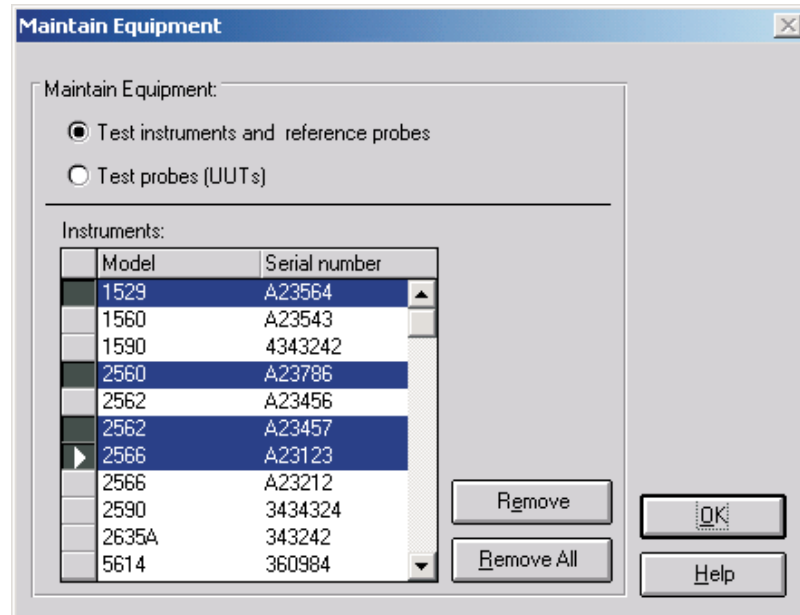 Maintain Equipment
Maintain Equipment:
Test instruments and reference probes
Test probes (UUTs)
Instruments:
Model Serial number
1529 A23564
1560 A23543
1590 4343242
2560 A23786
2562 A23456
2562 A23457
2566 A23123
2566 A23212
2590 3434324
2635A 343242
5614 360984
Remove
Remove All
OK
Help